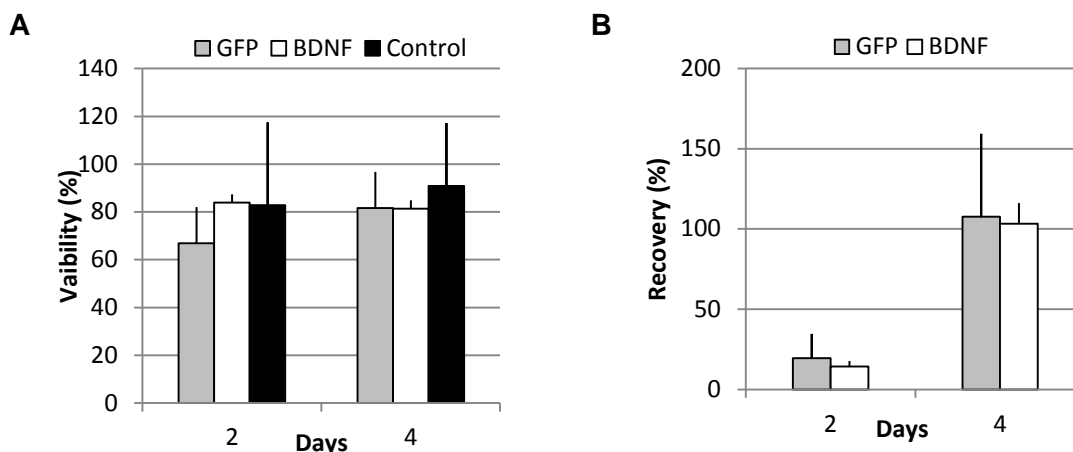 A
GFP BDNF Control
140
120
100
80
60
40
20
0
Vaibility (%)
2 4
Days
B
GFP BDNF
200
150
100
50
0
Recovery (%)
2 4
Days